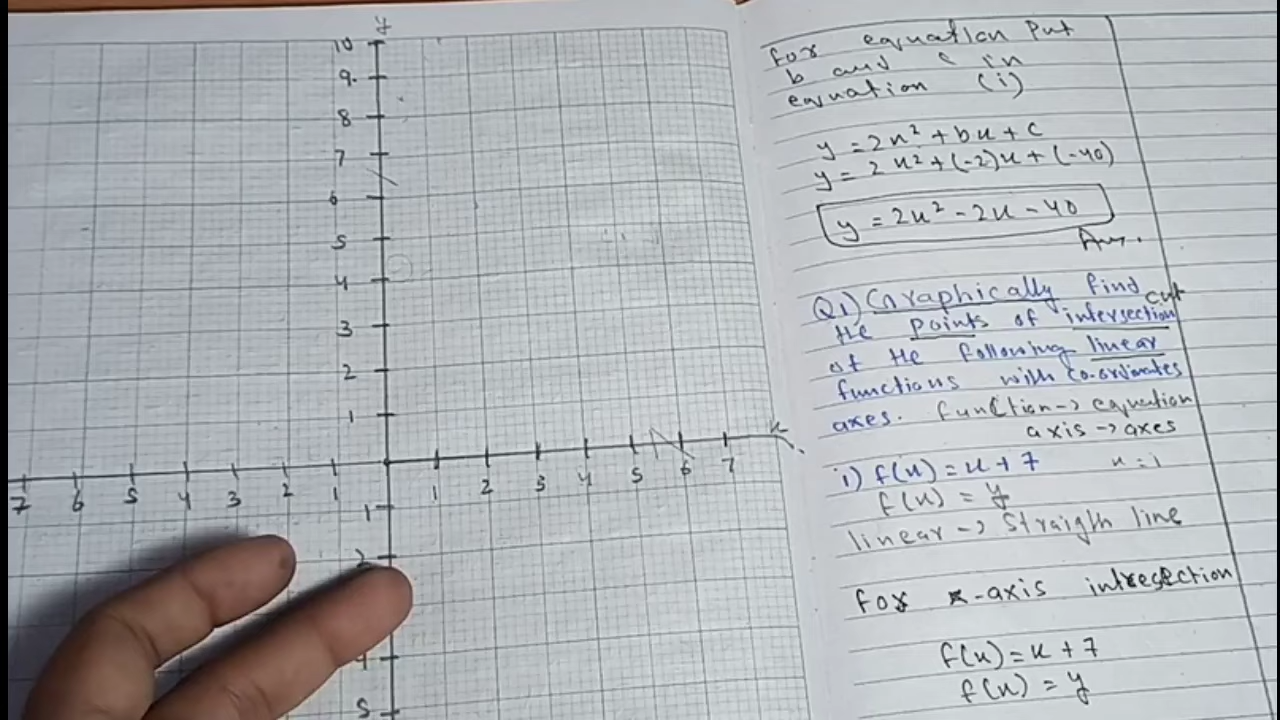 y
10
9
8
7
6
5
4
3
2
1
7 6 5 4 3 2 1 1 2 3 4 5 6 7
x
1
2
4
5
for equation Put
b and c in
equation (i)
y = 2x² + bx + c
y = 2x² + (-2)x + (-40)
y = 2x² - 2x - 40
Ans.
Q1) Graphically find
cut
the points of intersection
of the following linear
functions with co-ordinates
axes. function → equation
axis → axes
i) f(x) = x + 7 x = 1
f(x) = y
linear → Straigth line
for x-axis
f(x) = x + 7
f(x) = y